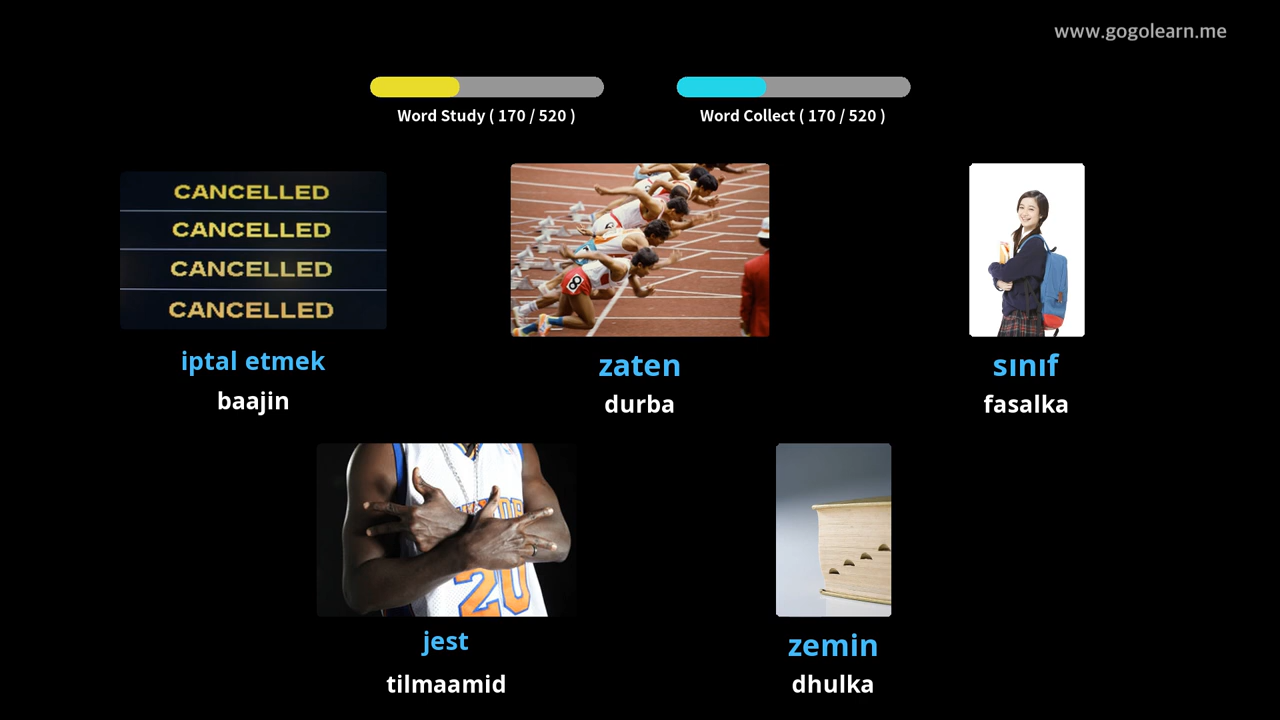 www.gogolearn.me
Word Study ( 170 / 520 )
Word Collect ( 170 / 520 )
CANCELLED
CANCELLED
CANCELLED
CANCELLED
iptal etmek
baajin
zaten
durba
sınıf
fasalka
20
jest
tilmaamid
zemin
dhulka